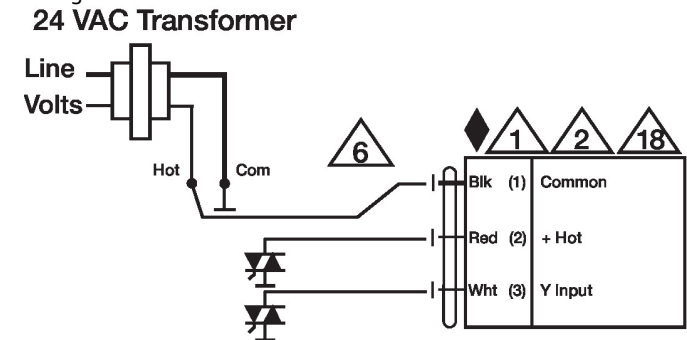 24 VAC Transformer
Line
Volts
Hot
Com
6
1
2
18
Blk (1) Common
Red (2) + Hot
Wht (3) Y Input